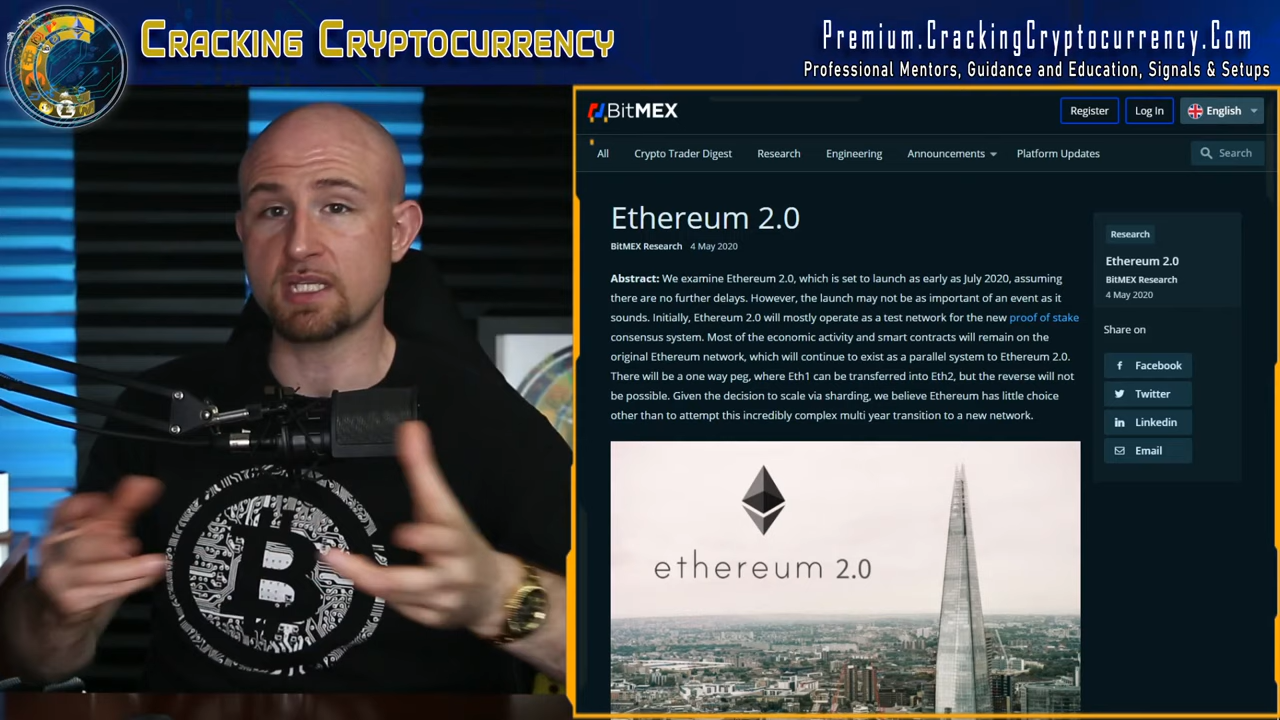 Cracking Cryptocurrency
Premium.CrackingCryptocurrency.Com
Professional Mentors, Guidance and Education, Signals & Setups
BitMEX
Register
Log In
English
All
Crypto Trader Digest
Research
Engineering
Announcements
Platform Updates
Search
Ethereum 2.0
BitMEX Research 4 May 2020
Abstract: We examine Ethereum 2.0, which is set to launch as early as July 2020, assuming
there are no further delays. However, the launch may not be as important of an event as it
sounds. Initially, Ethereum 2.0 will mostly operate as a test network for the new proof of stake
consensus system. Most of the economic activity and smart contracts will remain on the
original Ethereum network, which will continue to exist as a parallel system to Ethereum 2.0.
There will be a one way peg, where Eth1 can be transferred into Eth2, but the reverse will not
be possible. Given the decision to scale via sharding, we believe Ethereum has little choice
other than to attempt this incredibly complex multi year transition to a new network.
ethereum 2.0
Research
Ethereum 2.0
BitMEX Research
4 May 2020
Share on
Facebook
Twitter
Linkedin
Email